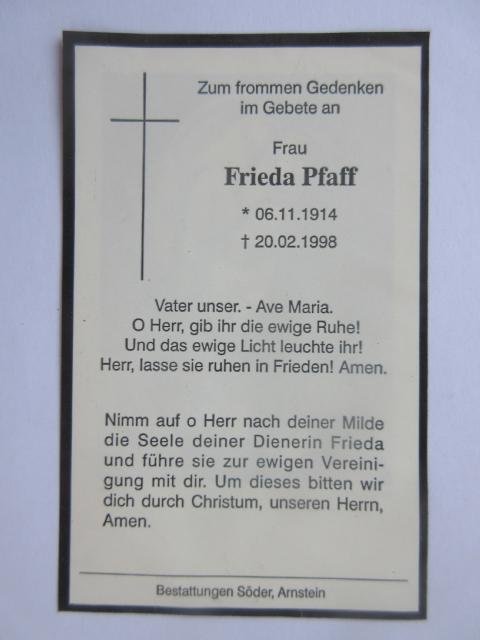 Zum frommen Gedenken
im Gebete an
Frau
Frieda Pfaff
* 06.11.1914
† 20.02.1998
Vater unser. - Ave Maria.
O Herr, gib ihr die ewige Ruhe!
Und das ewige Licht leuchte ihr!
Herr, lasse sie ruhen in Frieden! Amen.
Nimm auf o Herr nach deiner Milde
die Seele deiner Dienerin Frieda
und führe sie zur ewigen Vereini-
gung mit dir. Um dieses bitten wir
dich durch Christum, unseren Herrn,
Amen.
Bestattungen Söder, Arnstein